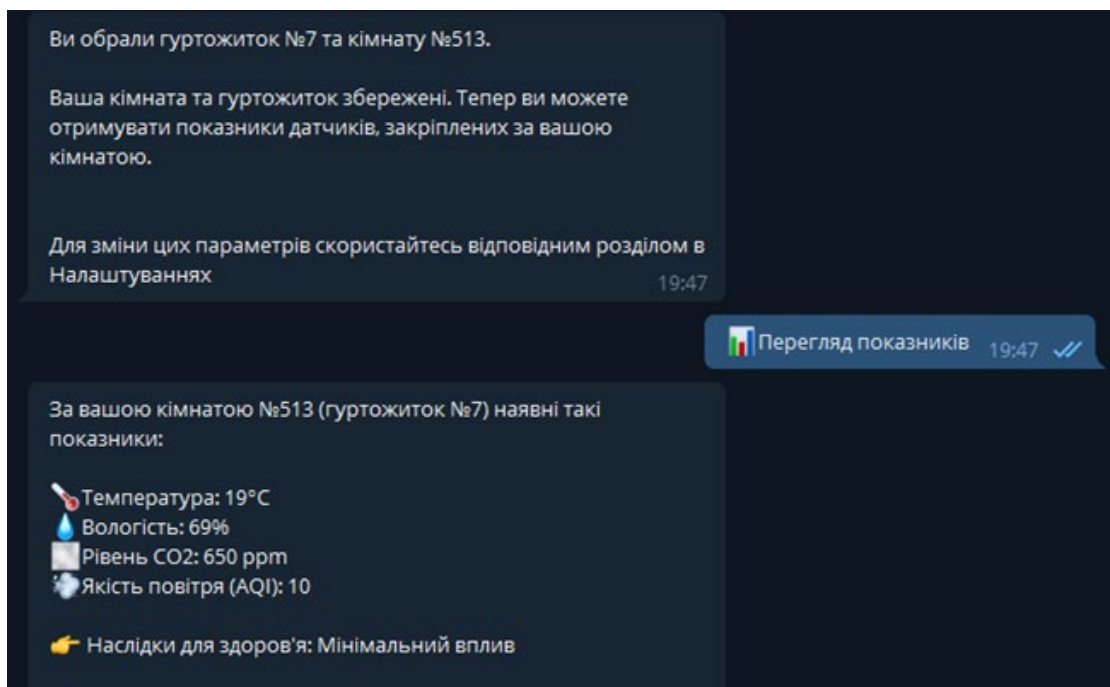 Ви обрали гуртожиток №7 та кімнату №513.
Ваша кімната та гуртожиток збережені. Тепер ви можете
отримувати показники датчиків, закріплених за вашою
кімнатою.
Для зміни цих параметрів скористайтесь відповідним розділом в
Налаштуваннях
19:47
Перегляд показників 19:47
За вашою кімнатою №513 (гуртожиток №7) наявні такі
показники:
Температура: 19°C
Вологість: 69%
Рівень CO2: 650 ppm
Якість повітря (AQI): 10
Наслідки для здоров'я: Мінімальний вплив